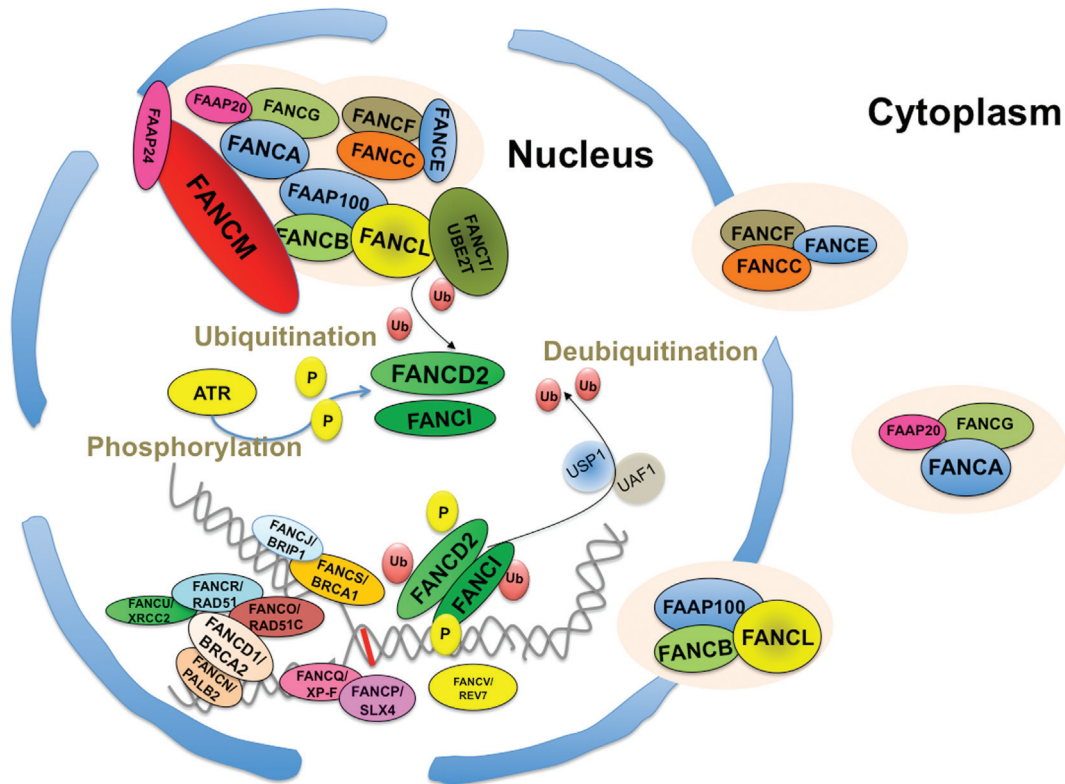 Cytoplasm
Nucleus
FAAP24
FAAP20
FANCG
FANCA
FANCF
FANCE
FANCC
FANCM
FAAP100
FANCB
FANCL
FANCT/
UBE2T
Ub
Ub
Ubiquitination
P
P
ATR
Phosphorylation
FANCD2
FANCI
Deubiquitination
Ub
Ub
USP1
UAF1
FANCF
FANCE
FANCC
FAAP20
FANCG
FANCA
FAAP100
FANCB
FANCL
P
Ub
FANCD2
FANCI
Ub
P
FANCJ/
BRIP1
FANCS/
BRCA1
FANCR/
RAD51
FANCU/
XRCC2
FANCO/
RAD51C
FANCD1/
BRCA2
FANCN/
PALB2
FANCQ/
XP-F
FANCP/
SLX4
FANCV/
REV7